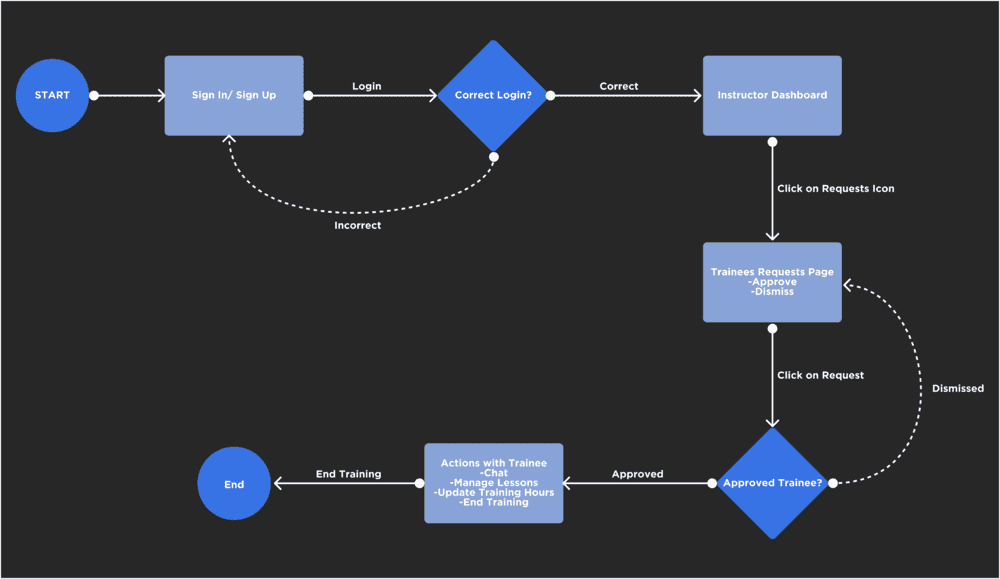 START
Sign In/ Sign Up
Login
Correct Login?
Correct
Instructor Dashboard
Incorrect
Click on Requests Icon
Trainees Requests Page
-Approve
-Dismiss
Click on Request
Dismissed
Approved Trainee?
Approved
Actions with Trainee
-Chat
-Manage Lessons
-Update Training Hours
-End Training
End Training
End